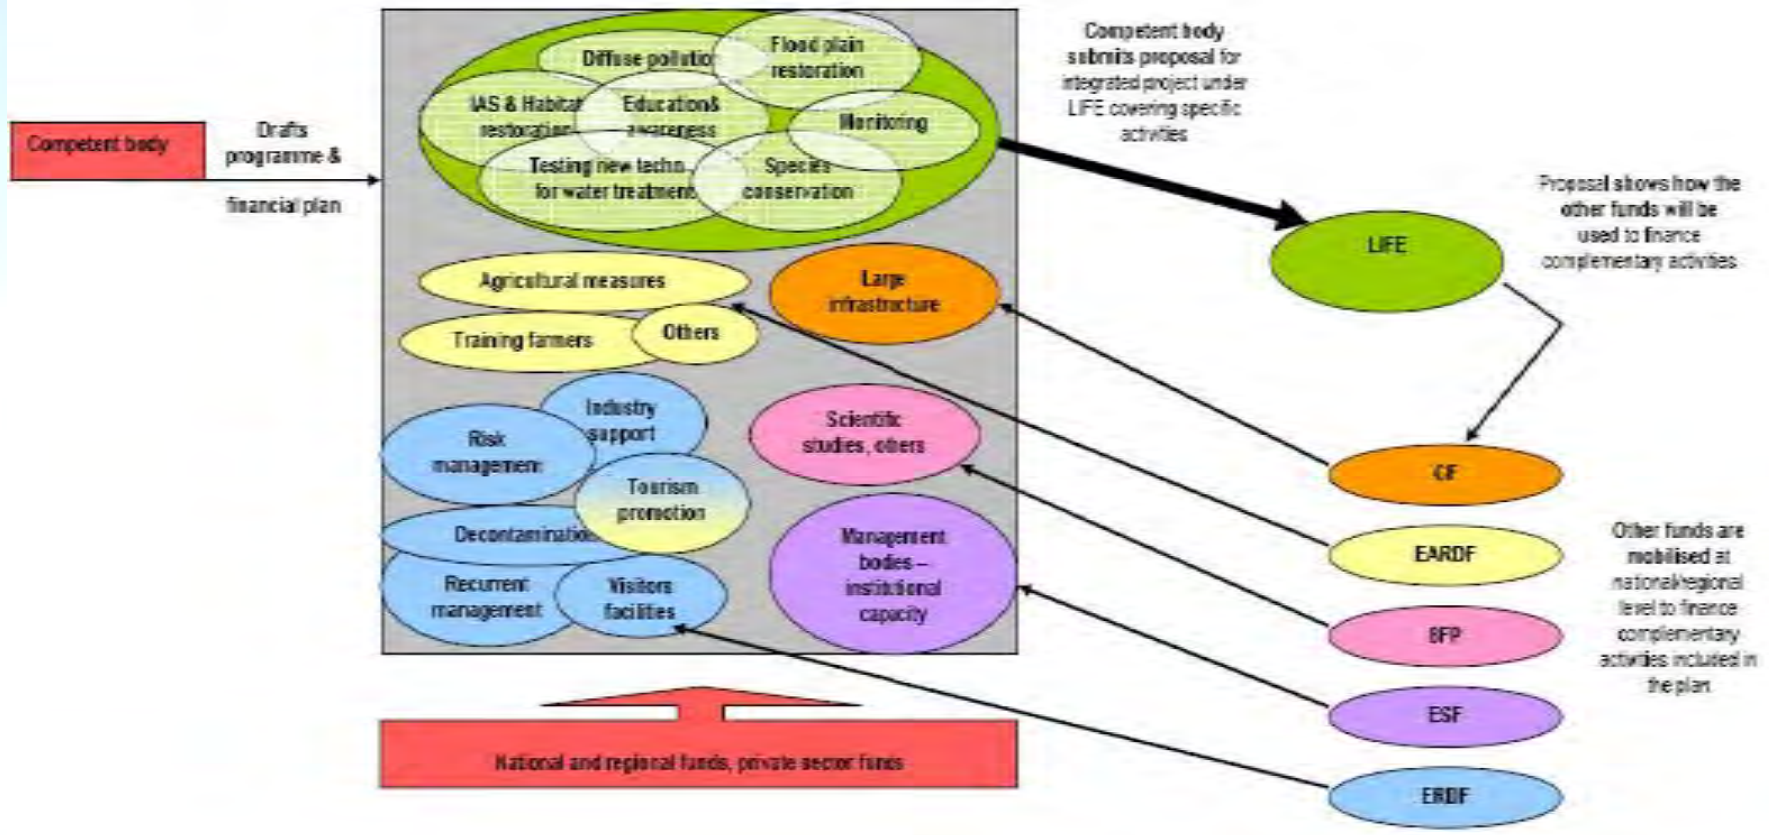 Competent body
Drafts
programme &
financial plan
Diffuse pollutio
Flood plain
restoration
IAS & Habitat
restoration
Education&
awareness
Monitoring
Testing new techn
for water treatment
Species
conservation
Agricultural measures
Large
infrastructure
Training farmers
Others
Industry
support
Risk
management
Scientific
studies, others
Tourism
promotion
Decontamination
Management
bodies –
institutional
capacity
Recurrent
management
Visitors
facilities
National and regional funds, private sector funds
Competent body
submits proposal for
integrated project under
LIFE covering specific
activities
LIFE
Proposal shows how the
other funds will be
used to finance
complementary activities
CF
EARDF
8FP
ESF
ERDF
Other funds are
mobilised at
national/regional
level to finance
complementary
activities included in
the plan